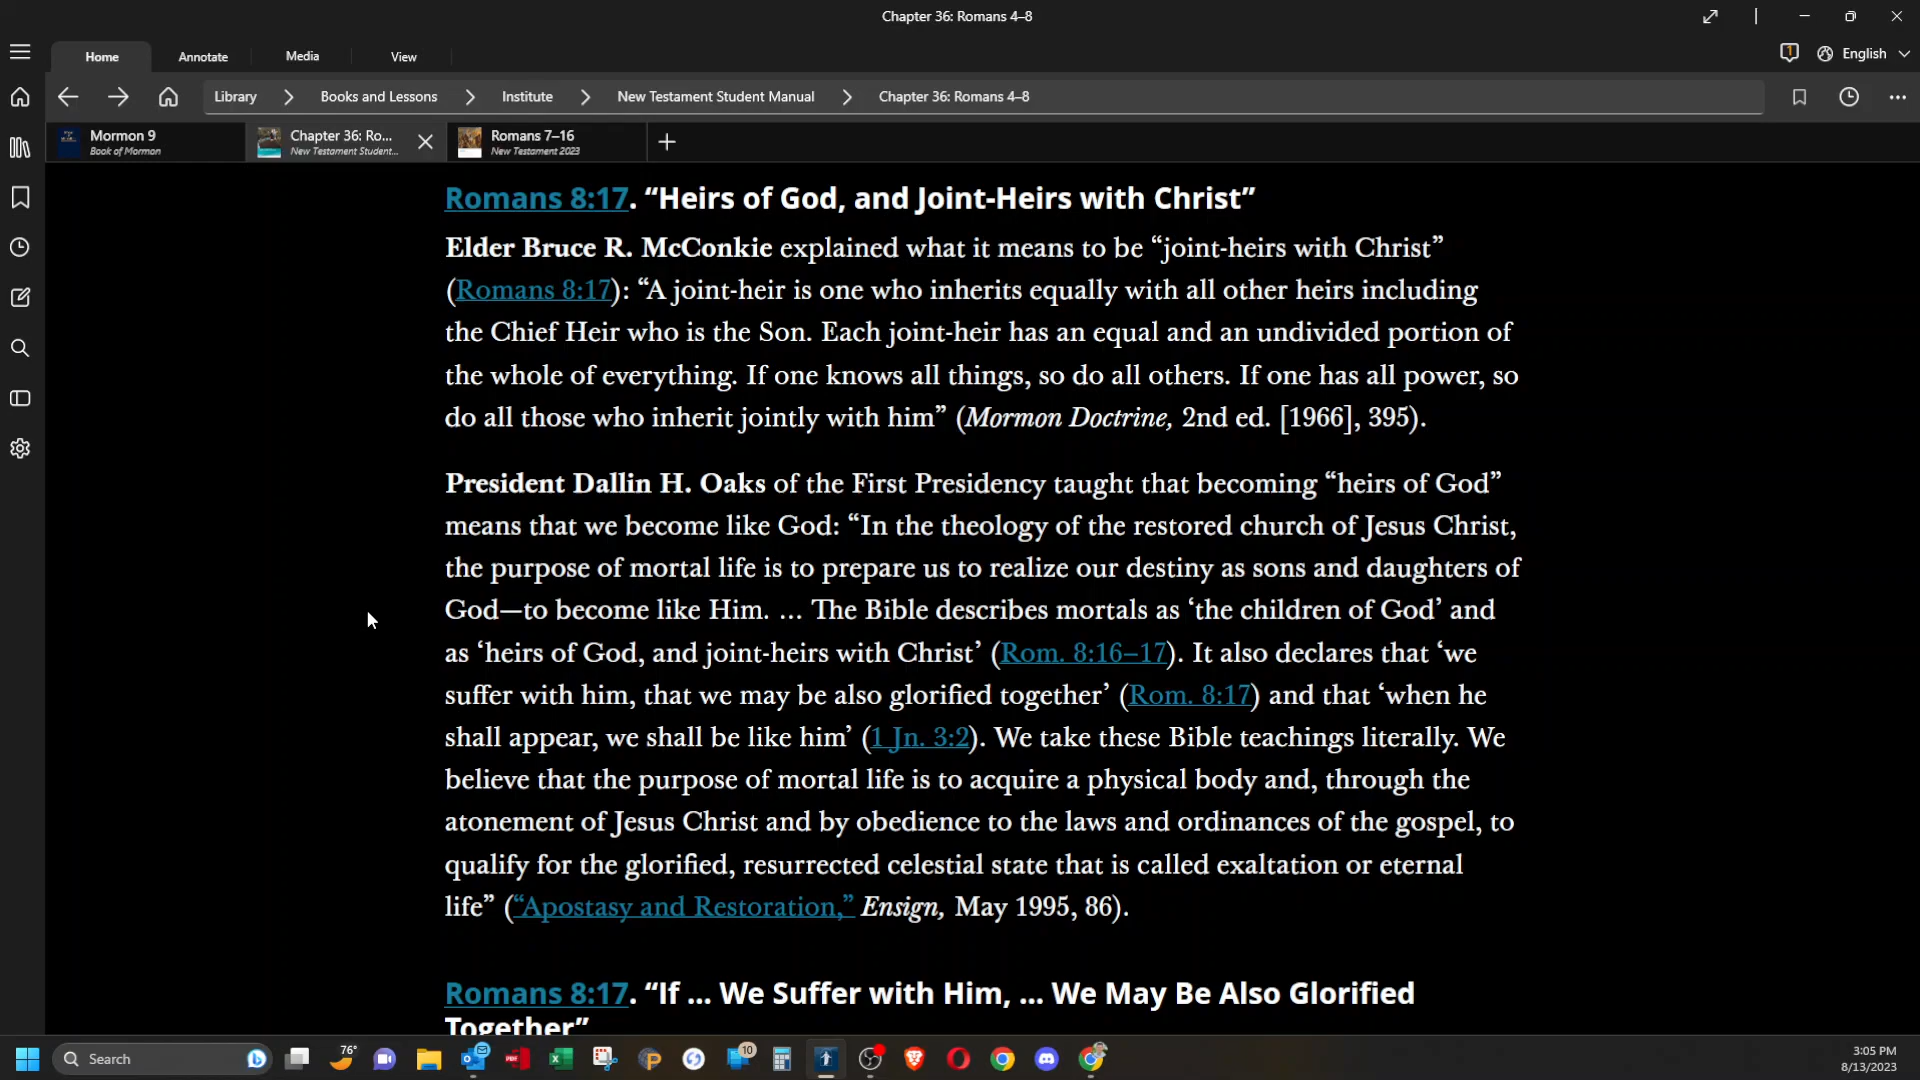 Chapter 36: Romans 4–8
Home
Annotate
Media
View
1
English
Library
Books and Lessons
Institute
New Testament Student Manual
Chapter 36: Romans 4–8
Mormon 9
Book of Mormon
Chapter 36: Ro...
New Testament Student...
Romans 7–16
New Testament 2023
Romans 8:17. “Heirs of God, and Joint-Heirs with Christ”
Elder Bruce R. McConkie explained what it means to be “joint-heirs with Christ”
(Romans 8:17): “A joint-heir is one who inherits equally with all other heirs including
the Chief Heir who is the Son. Each joint-heir has an equal and an undivided portion of
the whole of everything. If one knows all things, so do all others. If one has all power, so
do all those who inherit jointly with him” (Mormon Doctrine, 2nd ed. [1966], 395).
President Dallin H. Oaks of the First Presidency taught that becoming “heirs of God”
means that we become like God: “In the theology of the restored church of Jesus Christ,
the purpose of mortal life is to prepare us to realize our destiny as sons and daughters of
God—to become like Him. … The Bible describes mortals as ‘the children of God’ and
as ‘heirs of God, and joint-heirs with Christ’ (Rom. 8:16–17). It also declares that ‘we
suffer with him, that we may be also glorified together’ (Rom. 8:17) and that ‘when he
shall appear, we shall be like him’ (1 Jn. 3:2). We take these Bible teachings literally. We
believe that the purpose of mortal life is to acquire a physical body and, through the
atonement of Jesus Christ and by obedience to the laws and ordinances of the gospel, to
qualify for the glorified, resurrected celestial state that is called exaltation or eternal
life” (“Apostasy and Restoration,” Ensign, May 1995, 86).
Romans 8:17. “If … We Suffer with Him, … We May Be Also Glorified
Together”
Search
76°
10
3:05 PM
8/13/2023